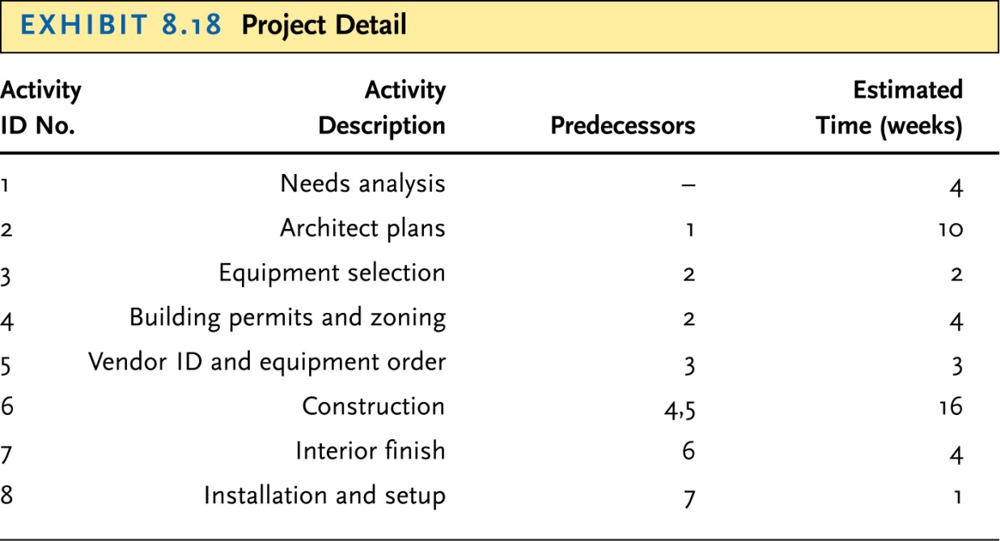 EXHIBIT 8.18 Project Detail
Activity Activity Estimated
ID No. Description Predecessors Time (weeks)
1 Needs analysis – 4
2 Architect plans 1 10
3 Equipment selection 2 2
4 Building permits and zoning 2 4
5 Vendor ID and equipment order 3 3
6 Construction 4,5 16
7 Interior finish 6 4
8 Installation and setup 7 1